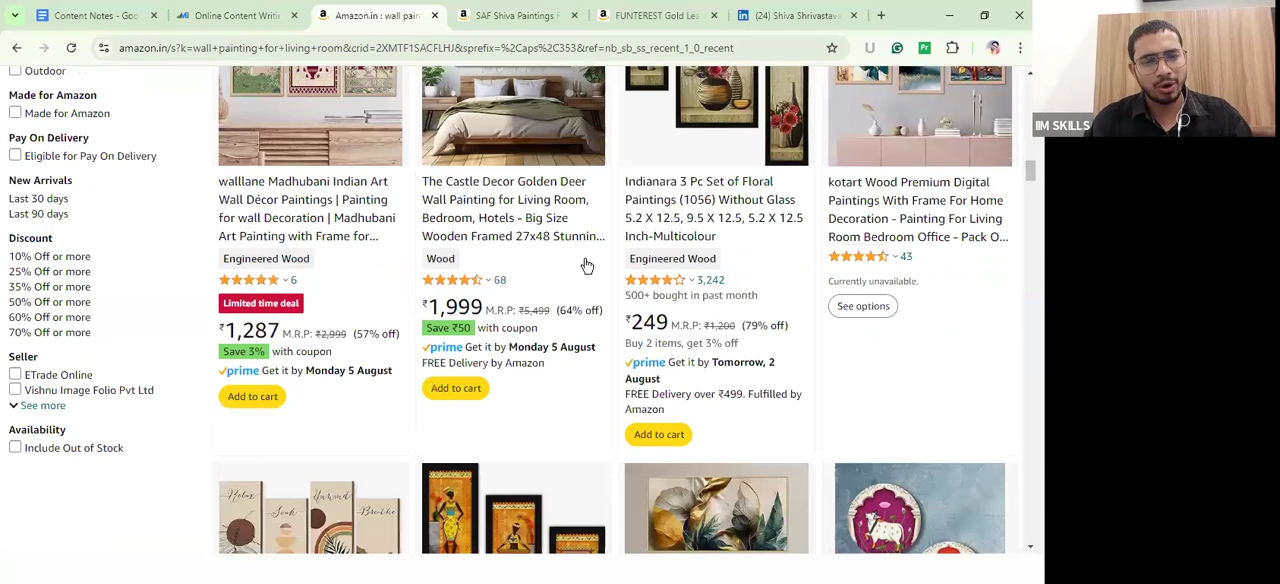 Content Notes - Goo
Online Content Writi
Amazon.in : wall pain
SAF Shiva Paintings F
FUNTEREST Gold Lea
(24) Shiva Shrivastava
amazon.in/s?k=wall+painting+for+living+room&crid=2XMTF1SACFLHJ&sprefix=%2Caps%2C353&ref=nb_sb_ss_recent_1_0_recent
Outdoor
Made for Amazon
Made for Amazon
Pay On Delivery
Eligible for Pay On Delivery
New Arrivals
Last 30 days
Last 90 days
Discount
10% Off or more
25% Off or more
35% Off or more
50% Off or more
60% Off or more
70% Off or more
Seller
ETrade Online
Vishnu Image Folio Pvt Ltd
See more
Availability
Include Out of Stock
walllane Madhubani Indian Art
Wall Décor Paintings | Painting
for wall Decoration | Madhubani
Art Painting with Frame for...
Engineered Wood
6
Limited time deal
₹1,287 M.R.P: ₹2,999 (57% off)
Save 3% with coupon
prime Get it by Monday 5 August
Add to cart
The Castle Decor Golden Deer
Wall Painting for Living Room,
Bedroom, Hotels - Big Size
Wooden Framed 27x48 Stunnin...
Wood
68
₹1,999 M.R.P: ₹5,499 (64% off)
Save ₹50 with coupon
prime Get it by Monday 5 August
FREE Delivery by Amazon
Add to cart
Indianara 3 Pc Set of Floral
Paintings (1056) Without Glass
5.2 X 12.5, 9.5 X 12.5, 5.2 X 12.5
Inch-Multicolour
Engineered Wood
3,242
500+ bought in past month
₹249 M.R.P: ₹1,200 (79% off)
Buy 2 items, get 3% off
prime Get it by Tomorrow, 2
August
FREE Delivery over ₹499. Fulfilled by
Amazon
Add to cart
kotart Wood Premium Digital
Paintings With Frame For Home
Decoration - Painting For Living
Room Bedroom Office - Pack O...
43
Currently unavailable.
See options
Relax
Soak
Unwind
Breathe
IIM SKILLS